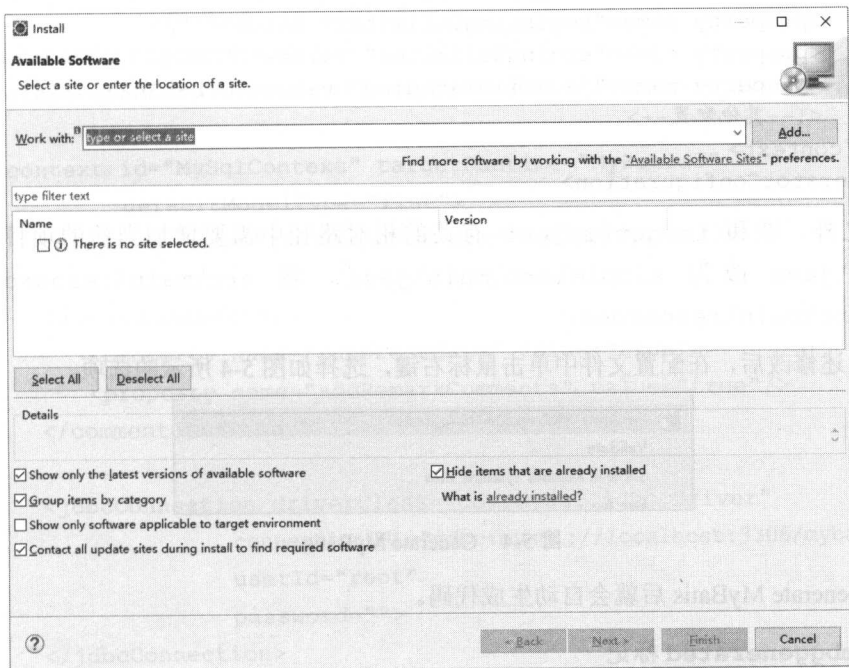 Install
Available Software
Select a site or enter the location of a site.
Work with: type or select a site
Add...
Find more software by working with the "Available Software Sites" preferences.
type filter text
Name Version
There is no site selected.
Select All Deselect All
Details
Show only the latest versions of available software
Hide items that are already installed
Group items by category
What is already installed?
Show only software applicable to target environment
Contact all update sites during install to find required software
< Back Next > Finish Cancel